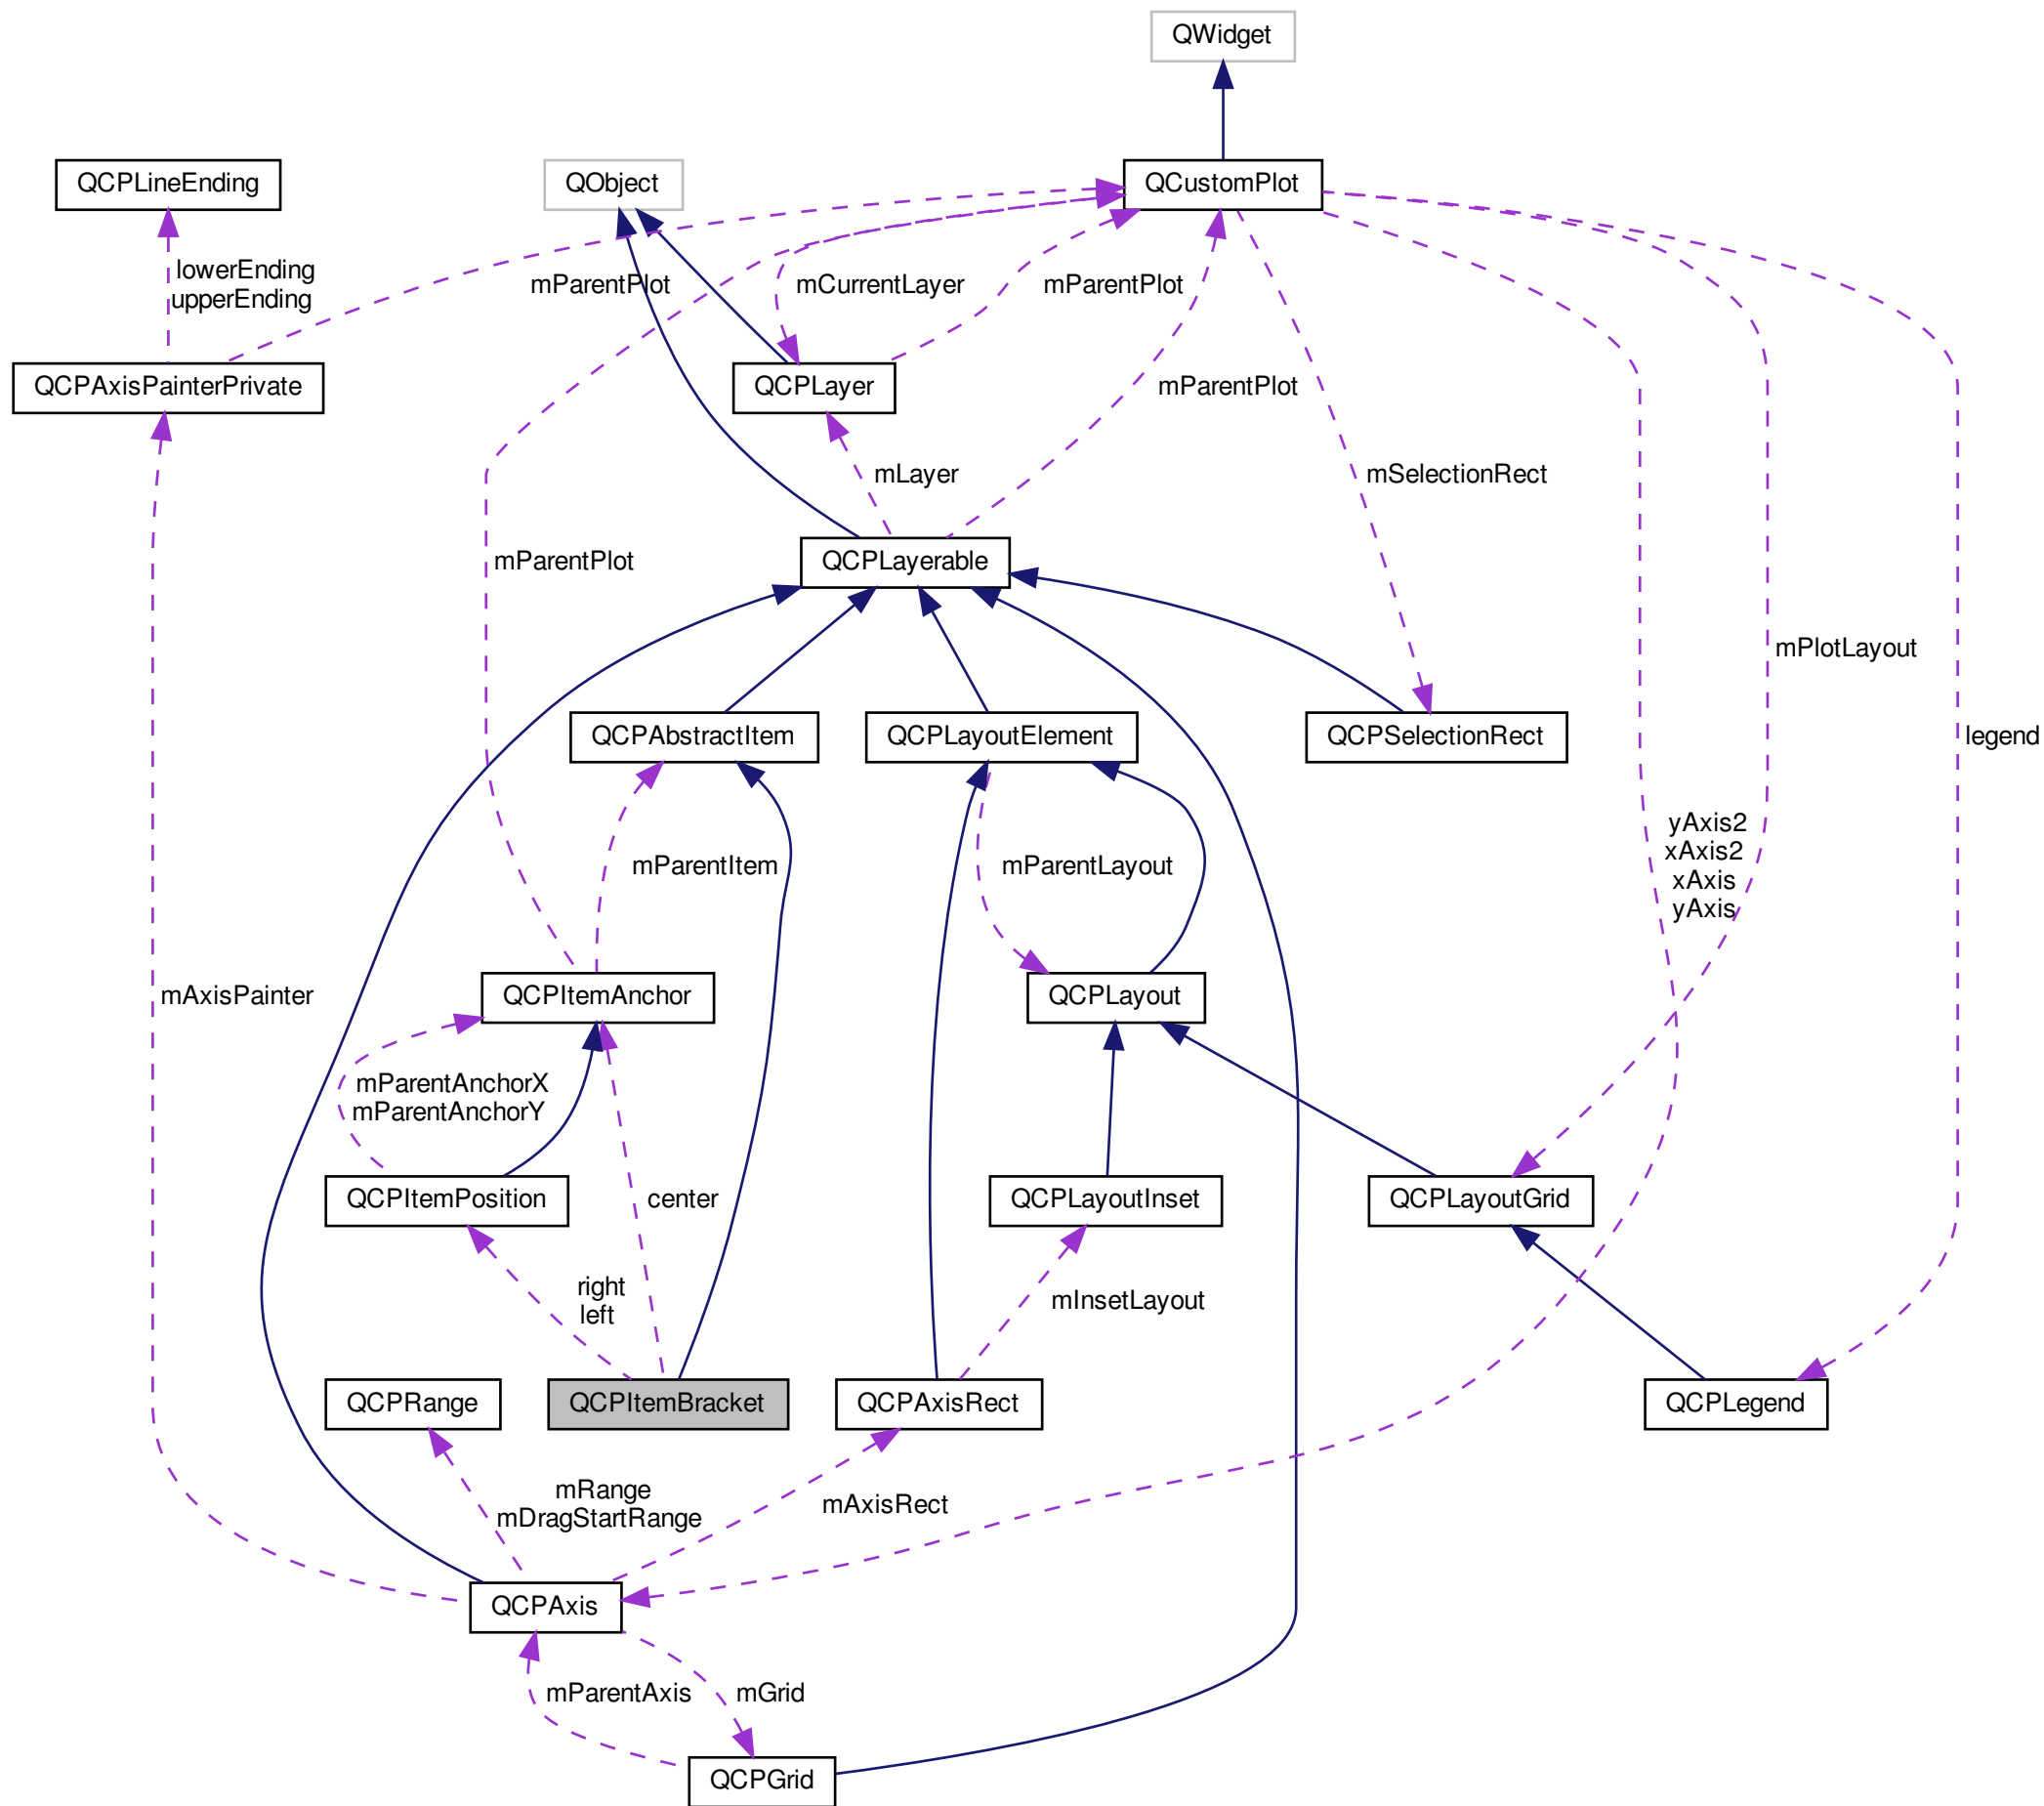 QWidget
QCPLineEnding
QObject
QCustomPlot
lowerEnding
upperEnding
mParentPlot
mCurrentLayer
mParentPlot
QCPAxisPainterPrivate
QCPLayer
mParentPlot
mLayer
mSelectionRect
mParentPlot
QCPLayerable
mPlotLayout
QCPAbstractItem
QCPLayoutElement
QCPSelectionRect
legend
yAxis2
xAxis2
xAxis
yAxis
mParentItem
mParentLayout
mAxisPainter
QCPItemAnchor
QCPLayout
mParentAnchorX
mParentAnchorY
QCPItemPosition
center
QCPLayoutInset
QCPLayoutGrid
right
left
mInsetLayout
QCPRange
QCPItemBracket
QCPAxisRect
QCPLegend
mRange
mDragStartRange
mAxisRect
QCPAxis
mParentAxis
mGrid
QCPGrid